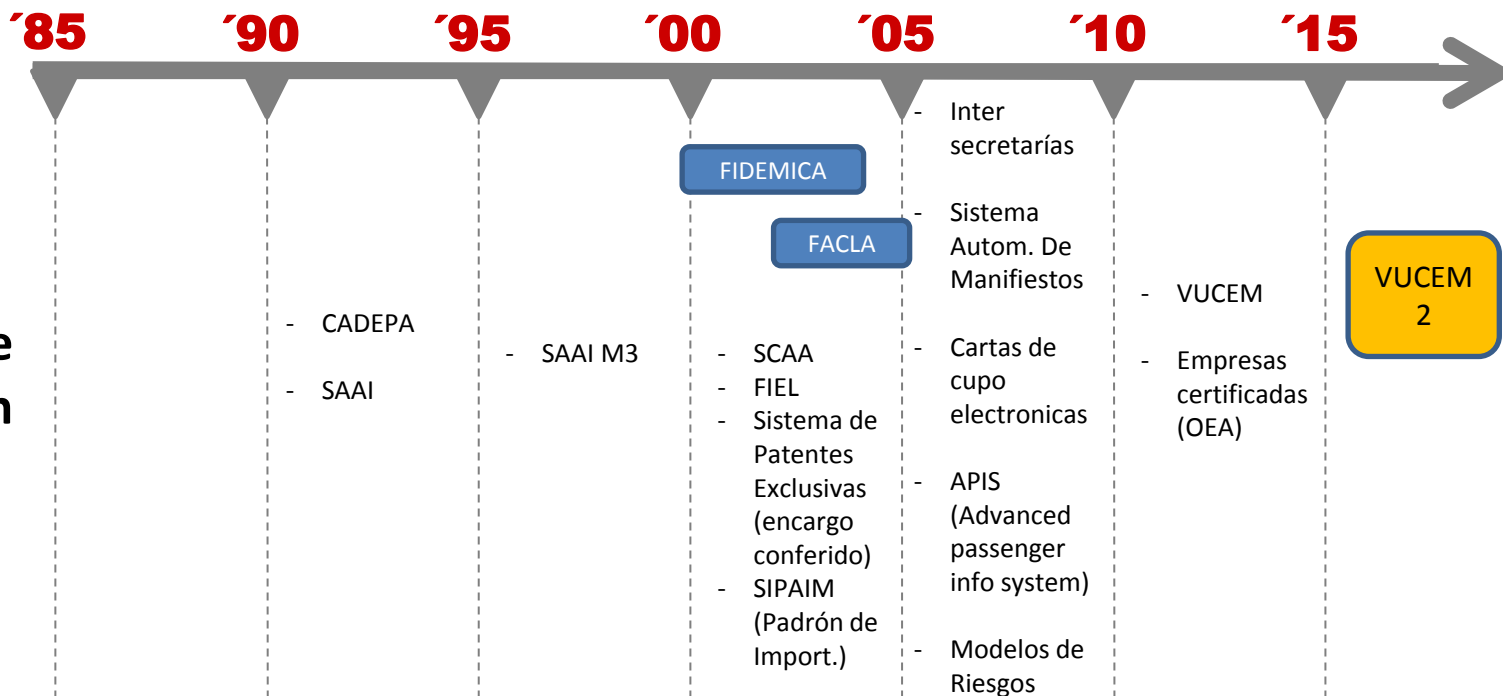 ´85 ´90 ´95 ´00 ´05 ´10 ´15
e
n
- CADEPA
- SAAI
- SAAI M3
FIDEMICA
FACLA
- SCAA
- FIEL
- Sistema de
Patentes
Exclusivas
(encargo
conferido)
- SIPAIM
(Padrón de
Import.)
- Inter
secretarías
- Sistema
Autom. De
Manifiestos
- Cartas de
cupo
electronicas
- APIS
(Advanced
passenger
info system)
- Modelos de
Riesgos
- VUCEM
- Empresas
certificadas
(OEA)
VUCEM
2